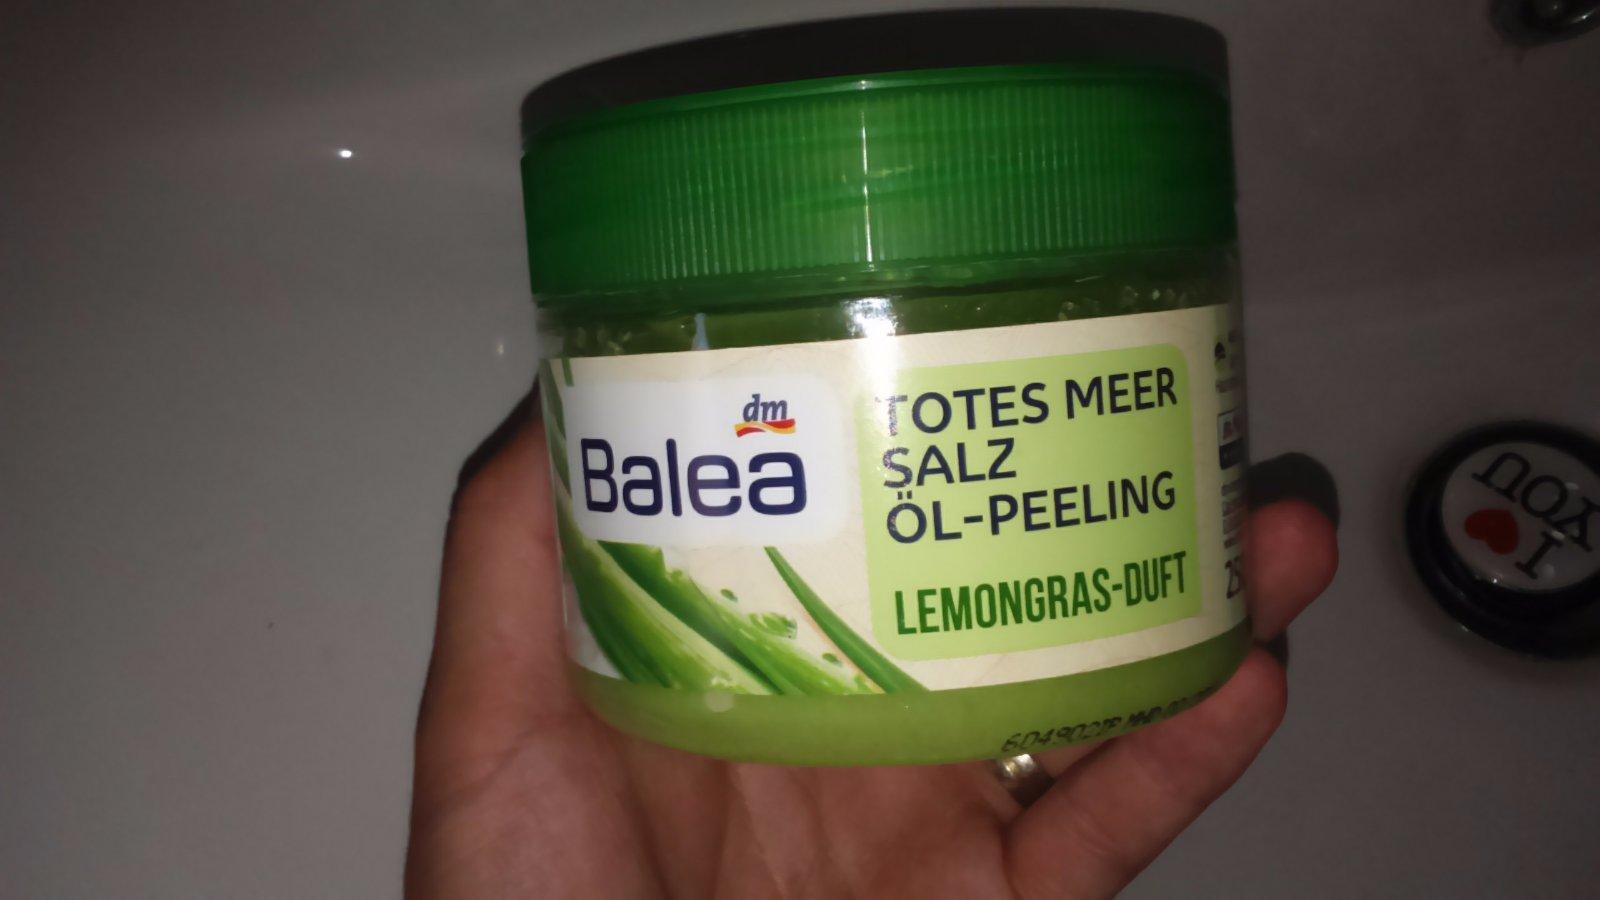 dm
Balea
TOTES MEER
SALZ
ÖL-PEELING
LEMONGRAS-DUFT
I
YOU